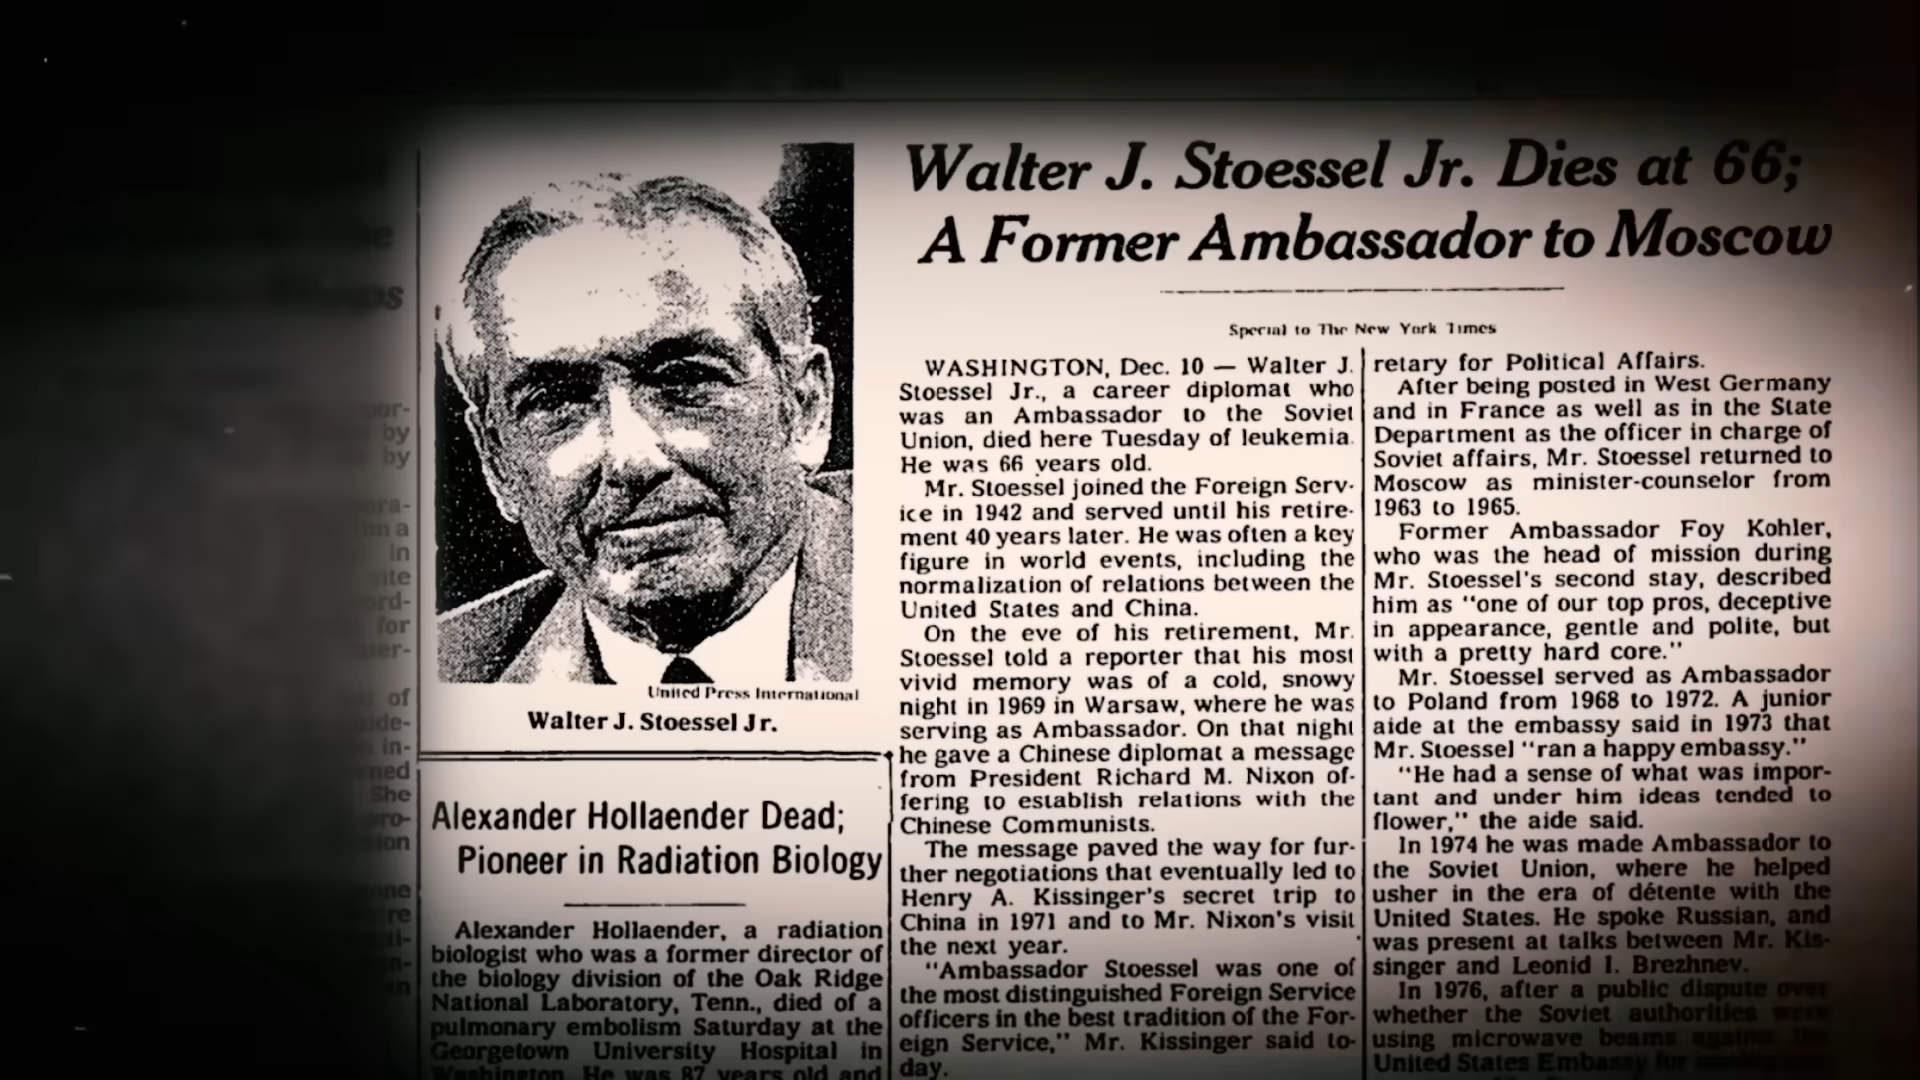 Walter J. Stoessel Jr. Dies at 66;
A Former Ambassador to Moscow
Special to The New York Times
United Press International
Walter J. Stoessel Jr.
WASHINGTON, Dec. 10 — Walter J.
Stoessel Jr., a career diplomat who
was an Ambassador to the Soviet
Union, died here Tuesday of leukemia.
He was 66 years old.
Mr. Stoessel joined the Foreign Serv-
ice in 1942 and served until his retire-
ment 40 years later. He was often a key
figure in world events, including the
normalization of relations between the
United States and China.
On the eve of his retirement, Mr.
Stoessel told a reporter that his most
vivid memory was of a cold, snowy
night in 1969 in Warsaw, where he was
serving as Ambassador. On that night
he gave a Chinese diplomat a message
from President Richard M. Nixon of-
fering to establish relations with the
Chinese Communists.
The message paved the way for fur-
ther negotiations that eventually led to
Henry A. Kissinger's secret trip to
China in 1971 and to Mr. Nixon's visit
the next year.
"Ambassador Stoessel was one of
the most distinguished Foreign Service
officers in the best tradition of the For-
eign Service," Mr. Kissinger said to-
day.
retary for Political Affairs.
After being posted in West Germany
and in France as well as in the State
Department as the officer in charge of
Soviet affairs, Mr. Stoessel returned to
Moscow as minister-counselor from
1963 to 1965.
Former Ambassador Foy Kohler,
who was the head of mission during
Mr. Stoessel's second stay, described
him as "one of our top pros, deceptive
in appearance, gentle and polite, but
with a pretty hard core."
Mr. Stoessel served as Ambassador
to Poland from 1968 to 1972. A junior
aide at the embassy said in 1973 that
Mr. Stoessel "ran a happy embassy."
"He had a sense of what was impor-
tant and under him ideas tended to
flower," the aide said.
In 1974 he was made Ambassador to
the Soviet Union, where he helped
usher in the era of détente with the
United States. He spoke Russian, and
was present at talks between Mr. Kis-
singer and Leonid I. Brezhnev.
In 1976, after a public dispute over
whether the Soviet authorities were
using microwave beams against the
United States Embassy for
Alexander Hollaender Dead;
Pioneer in Radiation Biology
Alexander Hollaender, a radiation
biologist who was a former director of
the biology division of the Oak Ridge
National Laboratory, Tenn., died of a
pulmonary embolism Saturday at the
Georgetown University Hospital in
Washington. He was 87 years old and